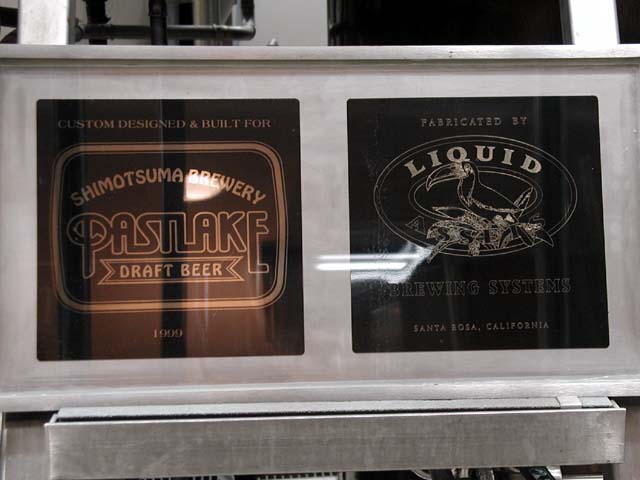 CUSTOM DESIGNED & BUILT FOR
SHIMOTSUMA BREWERY
PASTLAKE
DRAFT BEER
1999
FABRICATED BY
LIQUID
BREWING SYSTEMS
SANTA ROSA, CALIFORNIA